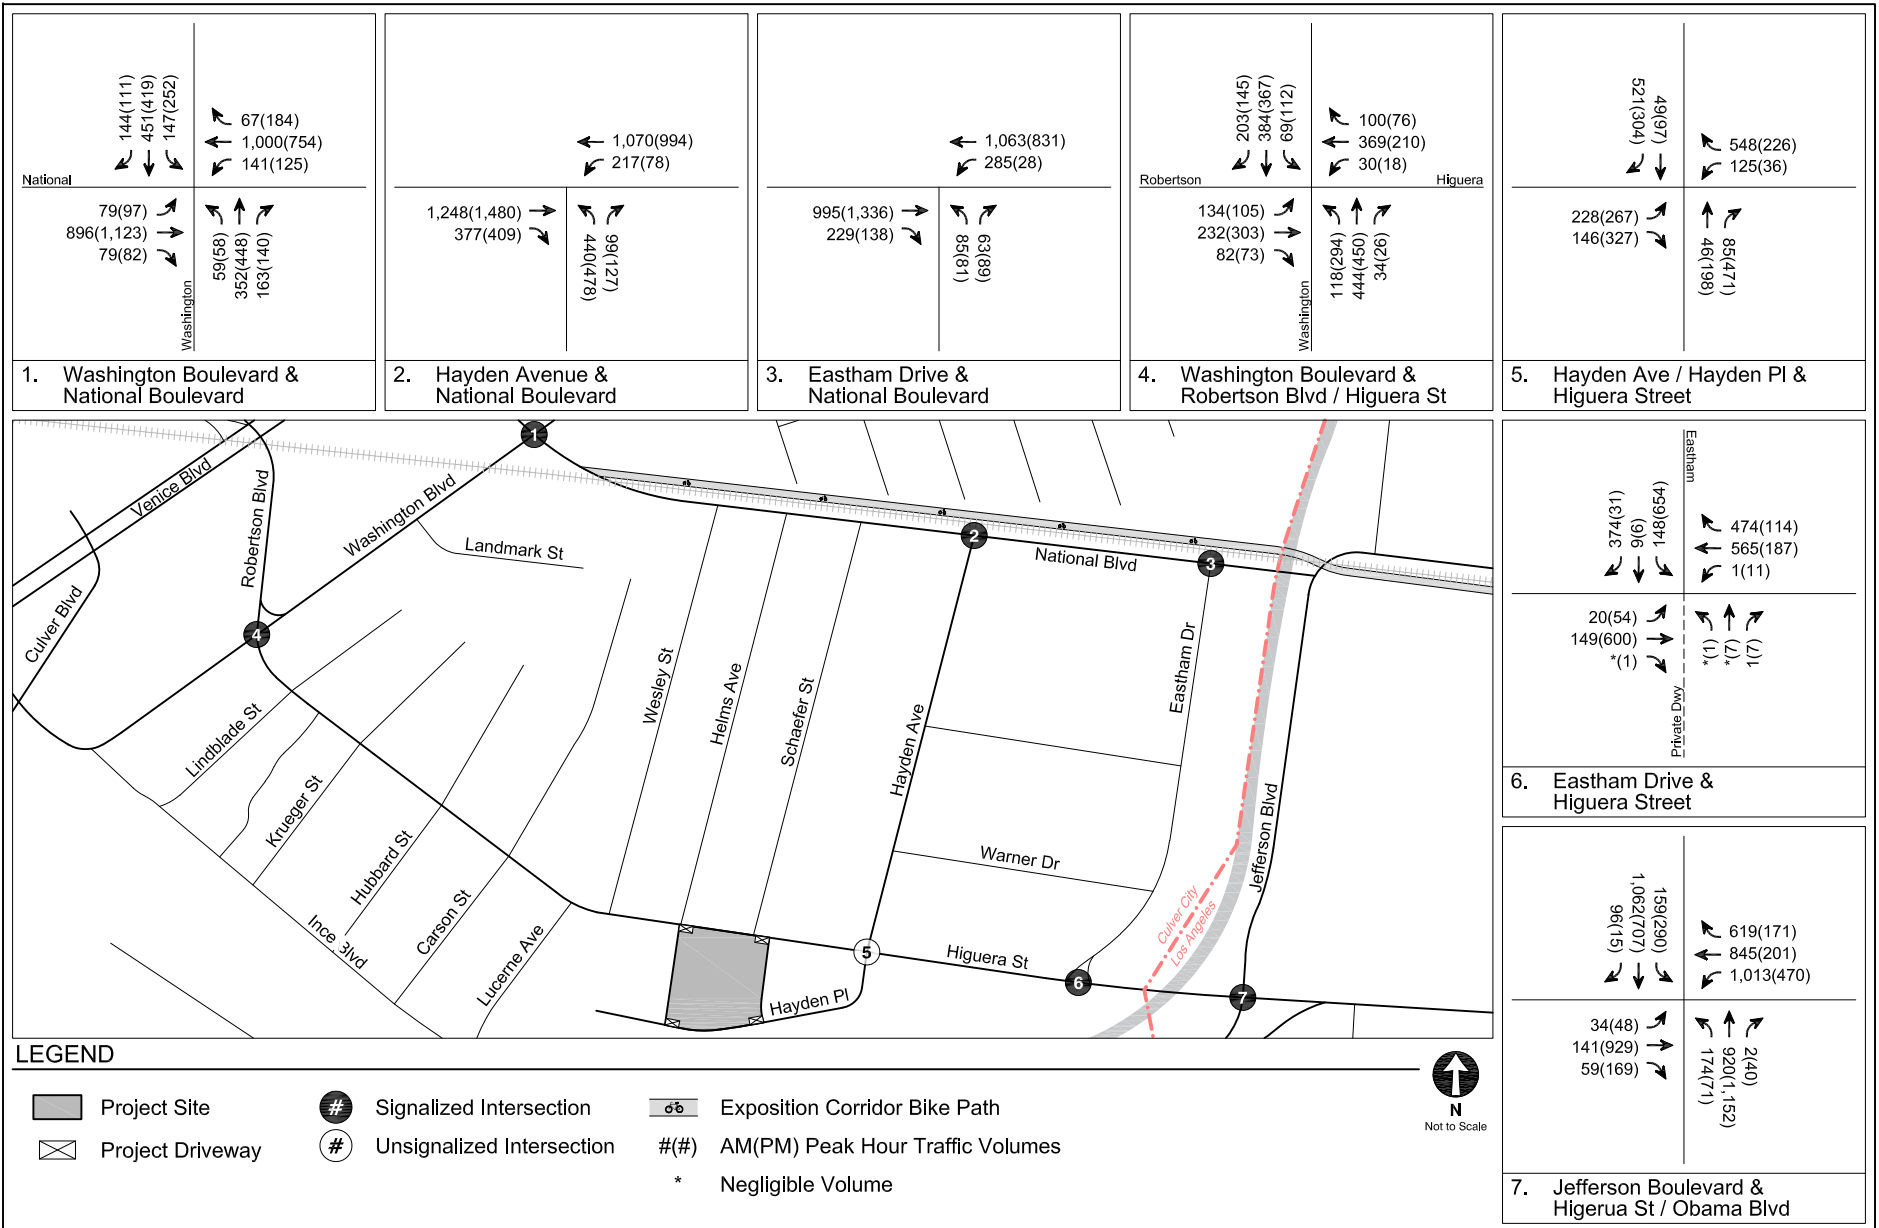 144(111)
451(419)
147(252)
67(184)
1,000(754)
141(125)
National
79(97)
896(1,123)
79(82)
59(58)
352(448)
163(140)
Washington
1. Washington Boulevard &
National Boulevard
1,070(994)
217(78)
1,248(1,480)
377(409)
440(478)
99(127)
2. Hayden Avenue &
National Boulevard
1,063(831)
285(28)
995(1,336)
229(138)
85(81)
63(89)
3. Eastham Drive &
National Boulevard
203(145)
384(367)
69(112)
100(76)
369(210)
30(18)
Robertson
Higuera
134(105)
232(303)
82(73)
118(294)
444(450)
34(26)
Washington
4. Washington Boulevard &
Robertson Blvd / Higuera St
521(304)
49(97)
548(226)
125(36)
228(267)
146(327)
46(198)
85(471)
5. Hayden Ave / Hayden Pl &
Higuera Street
Eastham
374(31)
9(6)
148(654)
474(114)
565(187)
1(11)
20(54)
149(600)
*(1)
*(1)
*(7)
1(7)
Private Dwy
6. Eastham Drive &
Higuera Street
96(15)
1,062(707)
159(290)
619(171)
845(201)
1,013(470)
34(48)
141(929)
59(169)
174(71)
920(1,152)
2(40)
7. Jefferson Boulevard &
Higerua St / Obama Blvd
1
Venice Blvd
Robertson Blvd
Washington Blvd
Landmark St
2
National Blvd
3
Culver Blvd
4
Wesley St
Helms Ave
Schaefer St
Hayden Ave
Eastham Dr
Jefferson Blvd
Lindblade St
Krueger St
Hubbard St
Carson St
Lucerne Ave
Ince Blvd
Warner Dr
Culver City
Los Angeles
5
Higuera St
6
7
Hayden Pl
LEGEND
Project Site
# Signalized Intersection
Exposition Corridor Bike Path
Project Driveway
# Unsignalized Intersection
#(#) AM(PM) Peak Hour Traffic Volumes
* Negligible Volume
N
Not to Scale